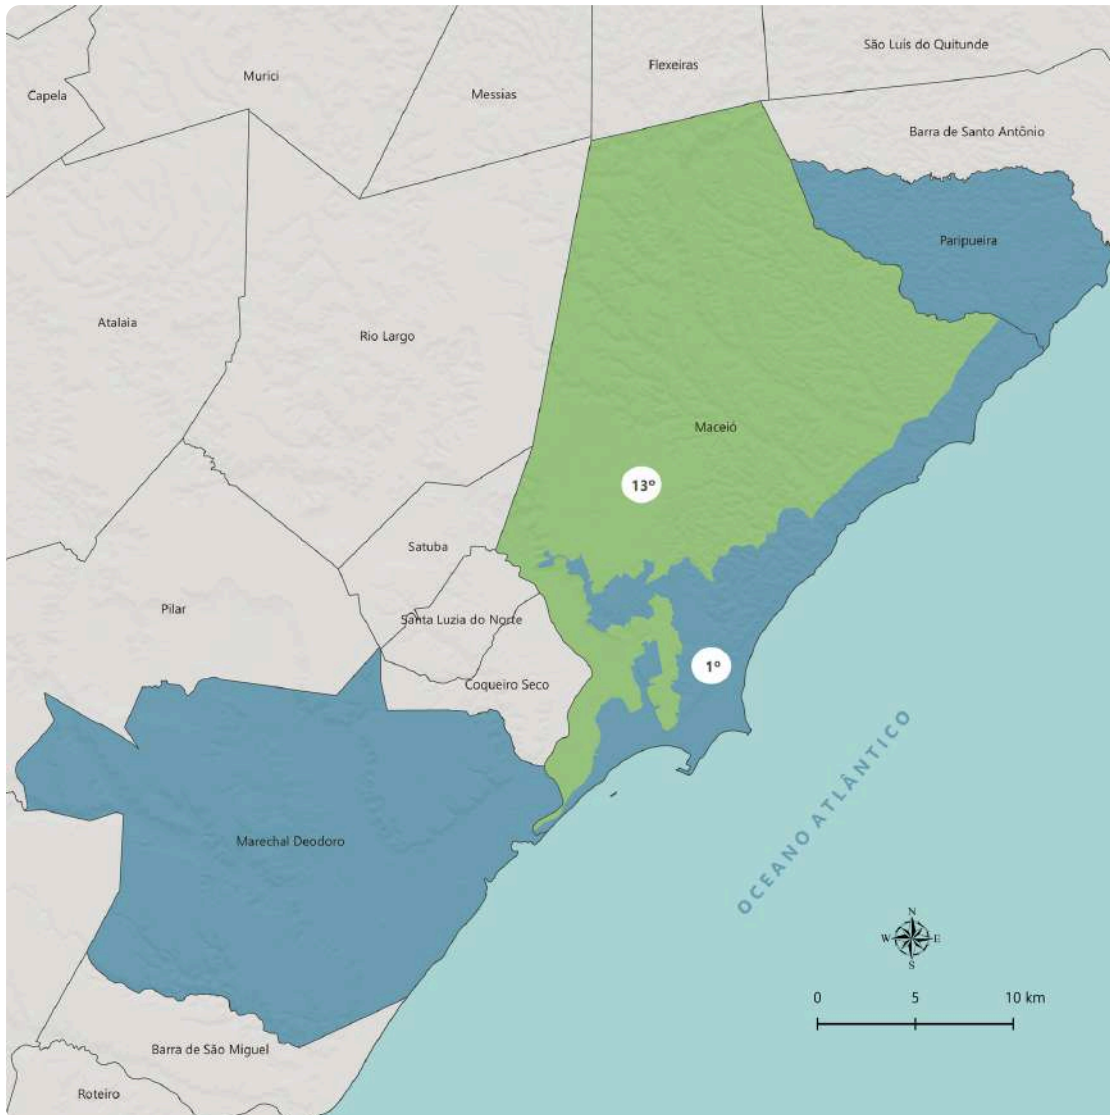 São Luís do Quitunde
Flexeiras
Murici
Messias
Capela
Barra de Santo Antônio
Paripueira
Atalaia
Rio Largo
Maceió
13º
Satuba
Pilar
Santa Luzia do Norte
1º
Coqueiro Seco
OCEANO ATLÂNTICO
Marechal Deodoro
N
W
E
S
0
5
10 km
Barra de São Miguel
Roteiro